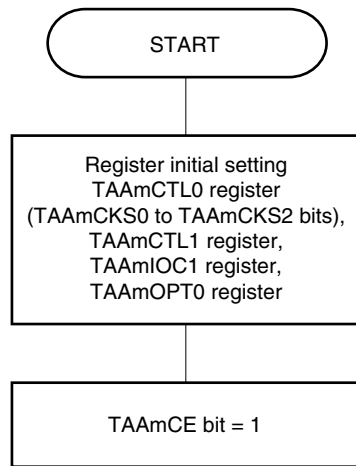 START
Register initial setting
TAAmCTL0 register
(TAAmCKS0 to TAAmCKS2 bits),
TAAmCTL1 register,
TAAmIOC1 register,
TAAmOPT0 register
TAAmCE bit = 1